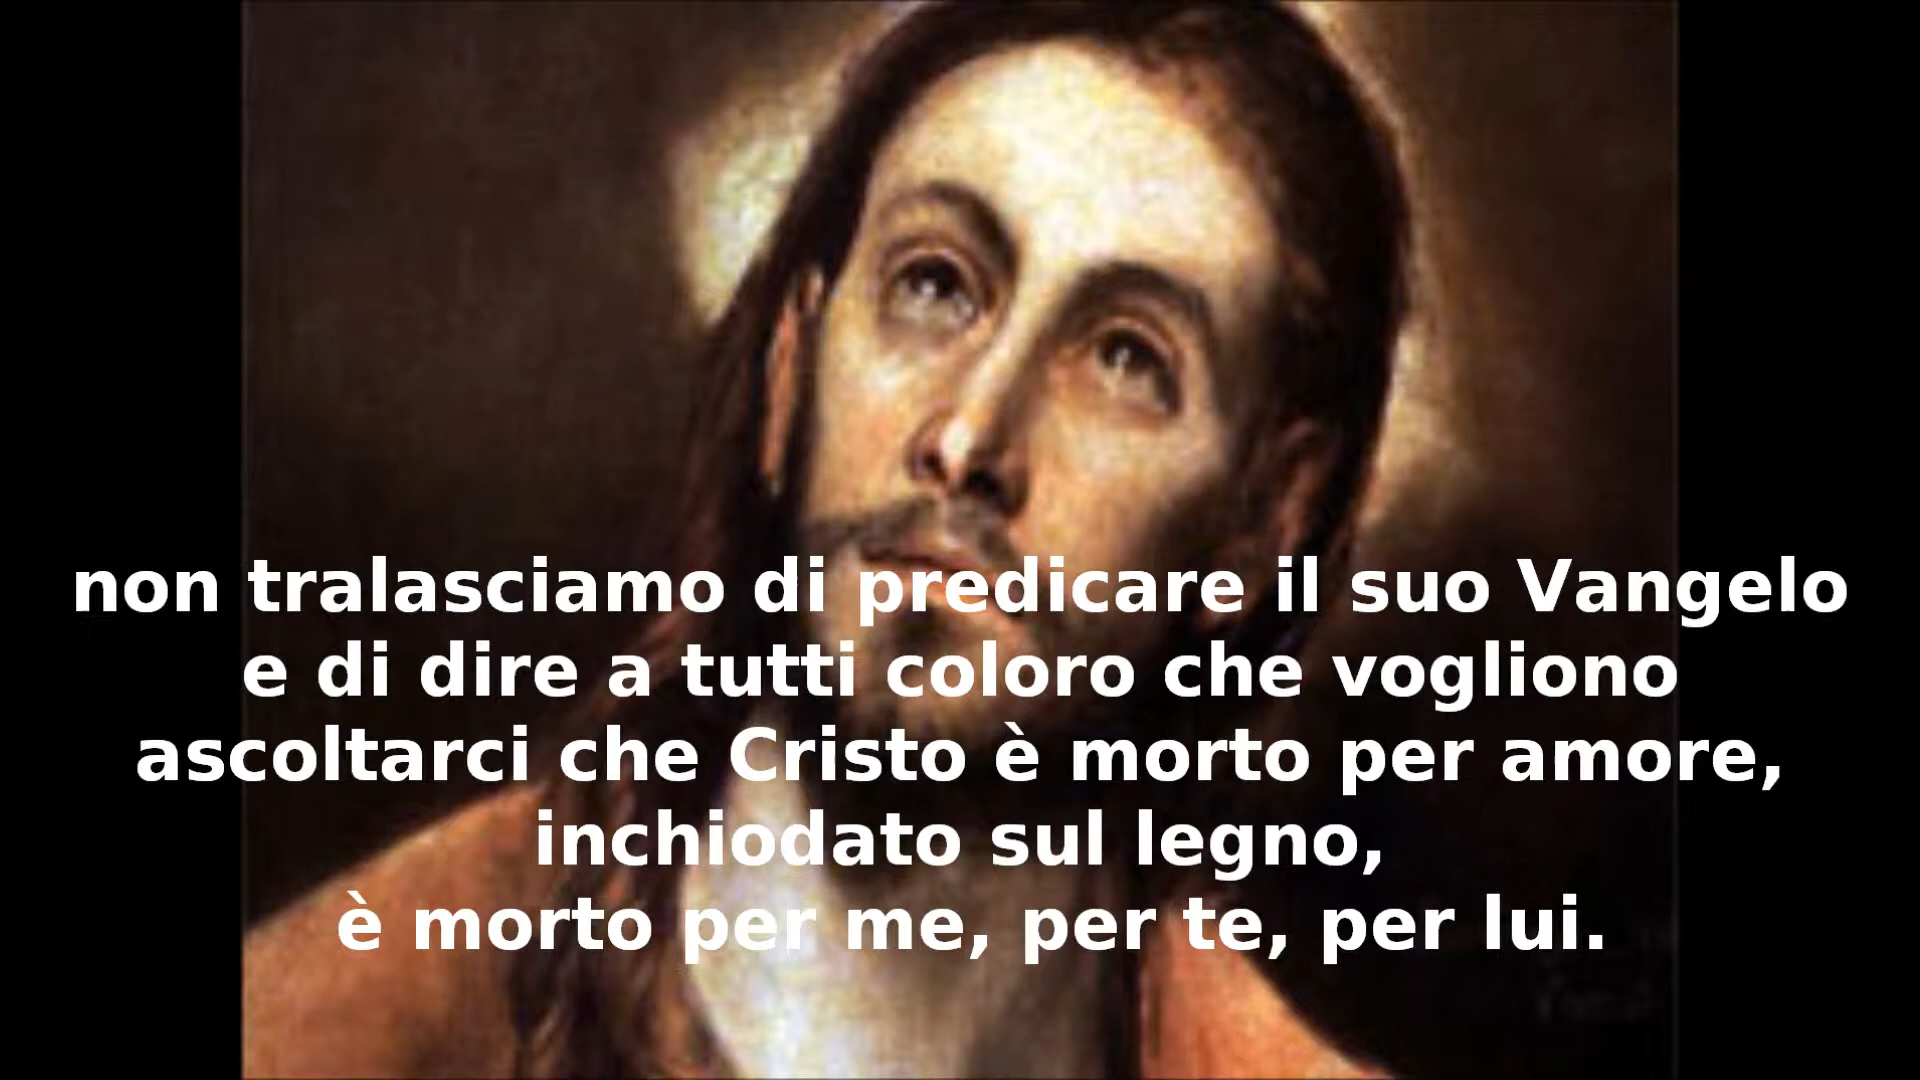 non tralasciamo di predicare il suo Vangelo
e di dire a tutti coloro che vogliono
ascoltarci che Cristo è morto per amore,
inchiodato sul legno,
è morto per me, per te, per lui.